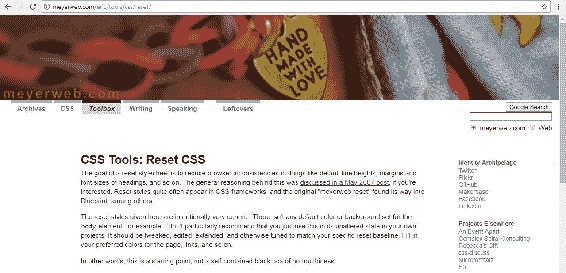 meyerweb.com/eric/tools/css/reset/
HAND
MADE
WITH
LOVE
meyerweb.com
Archives CSS Toolbox Writing Speaking Leftovers
Google Search
meyerweb.com Web
CSS Tools: Reset CSS
The goal of a reset stylesheet is to reduce browser inconsistencies in things like default line heights, margins and
font sizes of headings, and so on. The general reasoning behind this was discussed in a May 2007 post, if you're
interested. Reset styles quite often appear in CSS frameworks, and the original "meyerweb reset" found its way into
Blueprint, among others.
The reset styles given here are intentionally very generic. There isn't any default color or background set for the
body element, for example. I don't particularly recommend that you just use this in its unaltered state in your own
projects. It should be tweaked, edited, extended, and otherwise tuned to match your specific reset baseline. Fill in
your preferred colors for the page, links, and so on.
In other words, this is a starting point, not a self-contained black box of no-touchiness.
Identity Archipelago
Twitter
Flickr
GitHub
Facebook
LinkedIn
Projects Elsewhere
An Event Apart
Complex Spiral Consulting
Rebecca's Gift
css-discuss